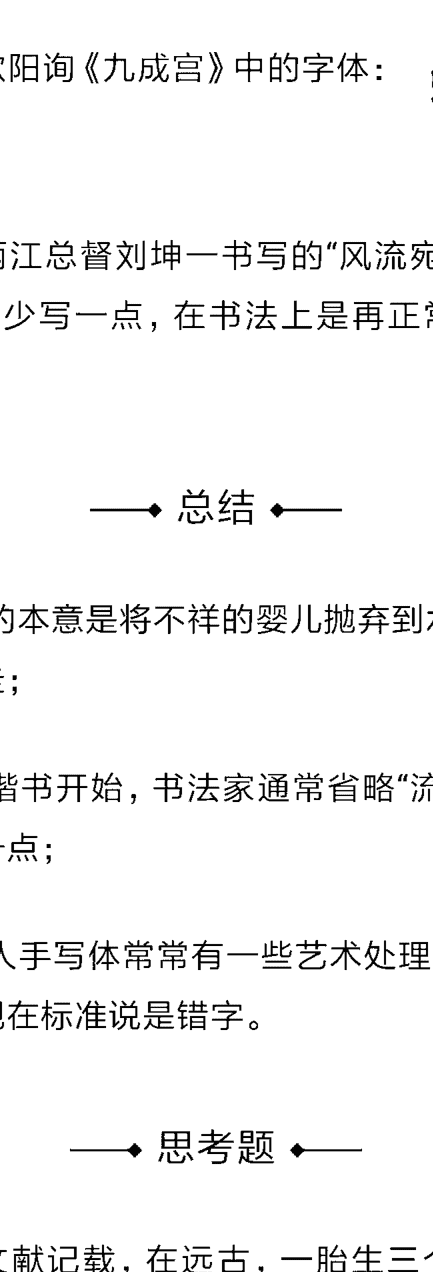 阳询《九成宫》中的字体：
江总督刘坤一书写的“风流宛
少写一点，在书法上是再正常
总结
的本意是将不祥的婴儿抛弃到
；
楷书开始，书法家通常省略“流
点；
人手写体常常有一些艺术处理
在标准说是错字。
思考题
文献记载，在远古，一胎生三个